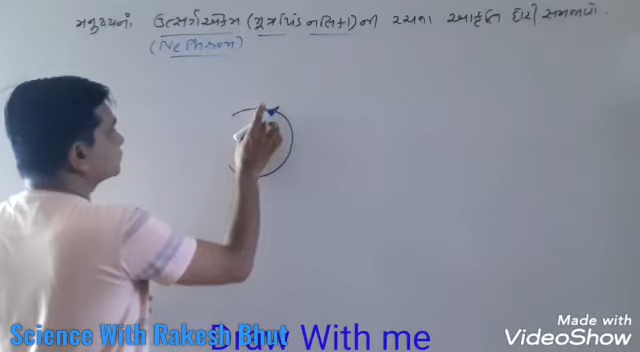 મનુષ્યનાં ઉત્સર્ગએકમ (મૂત્રપિંડ નલિકા)ની રચના આકૃતિ દોરી સમજાવો.
(Nephron)
Science With Rakesh Bhut
Draw With me
Made with
VideoShow